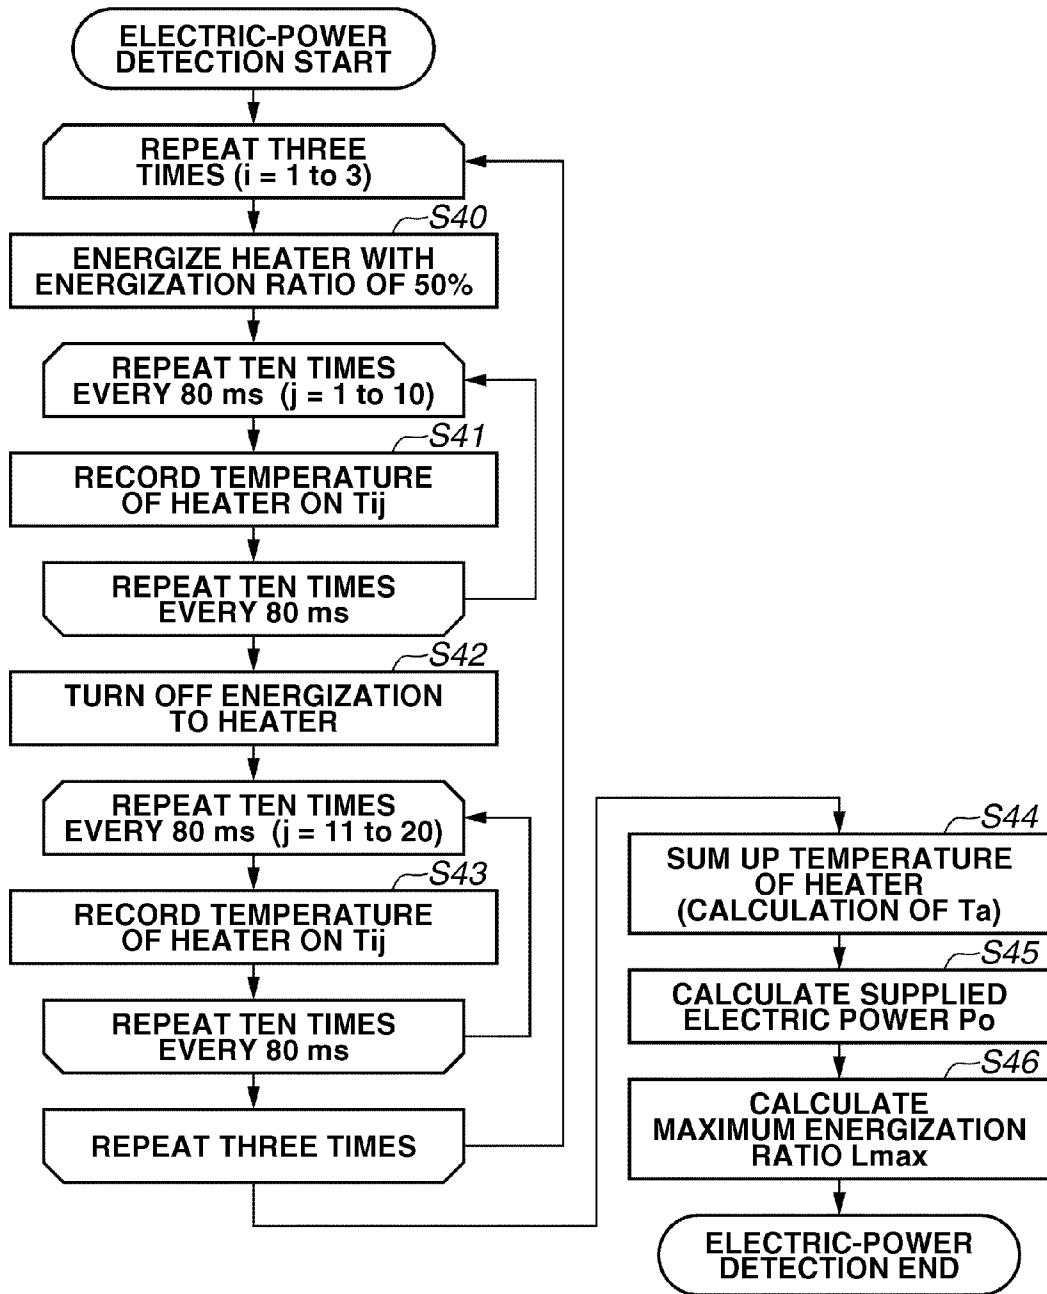 ELECTRIC-POWER
DETECTION START
REPEAT THREE
TIMES (i = 1 to 3)
S40
ENERGIZE HEATER WITH
ENERGIZATION RATIO OF 50%
REPEAT TEN TIMES
EVERY 80 ms (j = 1 to 10)
S41
RECORD TEMPERATURE
OF HEATER ON Tij
REPEAT TEN TIMES
EVERY 80 ms
S42
TURN OFF ENERGIZATION
TO HEATER
REPEAT TEN TIMES
EVERY 80 ms (j = 11 to 20)
S43
RECORD TEMPERATURE
OF HEATER ON Tij
REPEAT TEN TIMES
EVERY 80 ms
REPEAT THREE TIMES
S44
SUM UP TEMPERATURE
OF HEATER
(CALCULATION OF Ta)
S45
CALCULATE SUPPLIED
ELECTRIC POWER Po
S46
CALCULATE
MAXIMUM ENERGIZATION
RATIO Lmax
ELECTRIC-POWER
DETECTION END